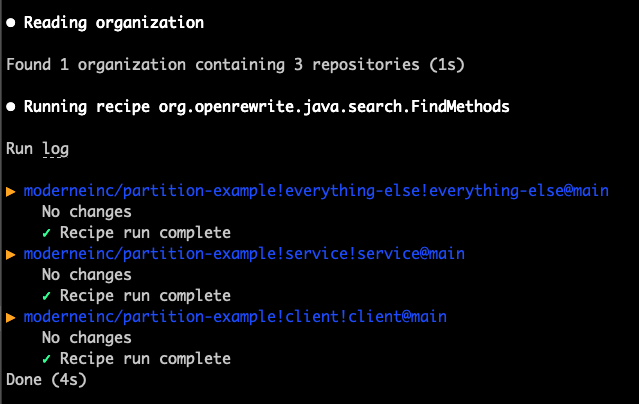 ● Reading organization
Found 1 organization containing 3 repositories (1s)
● Running recipe org.openrewrite.java.search.FindMethods
Run log
▶ moderneinc/partition-example!everything-else!everything-else@main
No changes
✓ Recipe run complete
▶ moderneinc/partition-example!service!service@main
No changes
✓ Recipe run complete
▶ moderneinc/partition-example!client!client@main
No changes
✓ Recipe run complete
Done (4s)